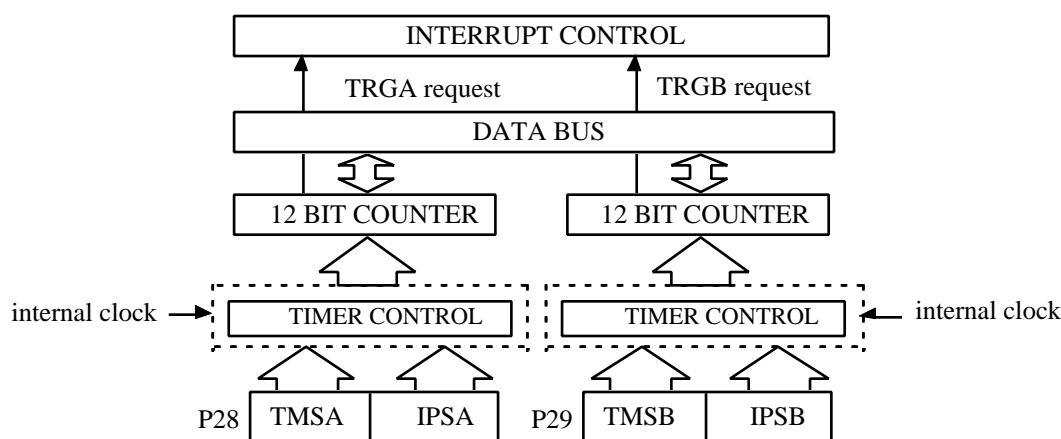 INTERRUPT CONTROL
TRGA request
TRGB request
DATA BUS
12 BIT COUNTER
12 BIT COUNTER
internal clock
TIMER CONTROL
TIMER CONTROL
internal clock
P28
TMSA
IPSA
P29
TMSB
IPSB